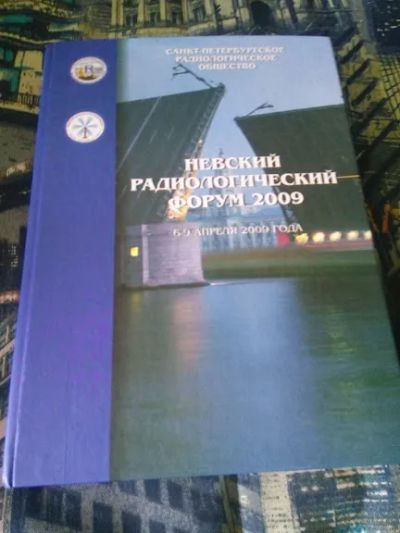 САНКТ-ПЕТЕРБУРГСКОЕ
РАДИОЛОГИЧЕСКОЕ
ОБЩЕСТВО
НЕВСКИЙ
РАДИОЛОГИЧЕСКИЙ
ФОРУМ 2009
6-9 АПРЕЛЯ 2009 ГОДА